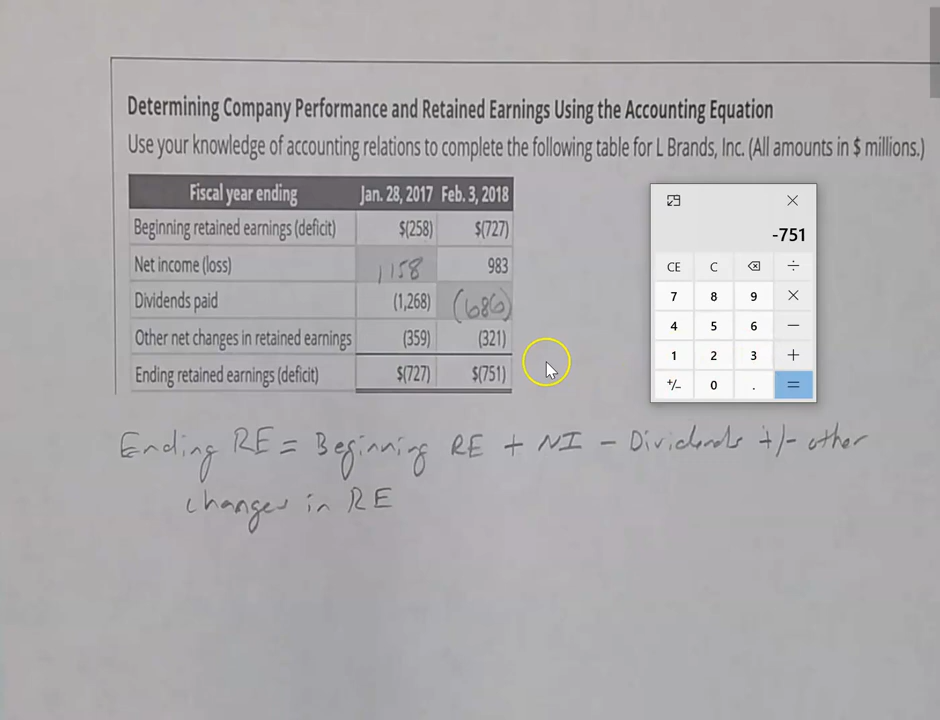 Determining Company Performance and Retained Earnings Using the Accounting Equation
Use your knowledge of accounting relations to complete the following table for L Brands, Inc. (All amounts in $ millions.)
Fiscal year ending Jan. 28, 2017 Feb. 3, 2018
Beginning retained earnings (deficit) $(258) $(727)
Net income (loss) 1158 983
Dividends paid (1,268) (686)
Other net changes in retained earnings (359) (321)
Ending retained earnings (deficit) $(727) $(751)
Ending RE = Beginning RE + NI - Dividends +/- other
changes in RE
-751
CE C ÷
7 8 9 ×
4 5 6 −
1 2 3 +
+/- 0 . =